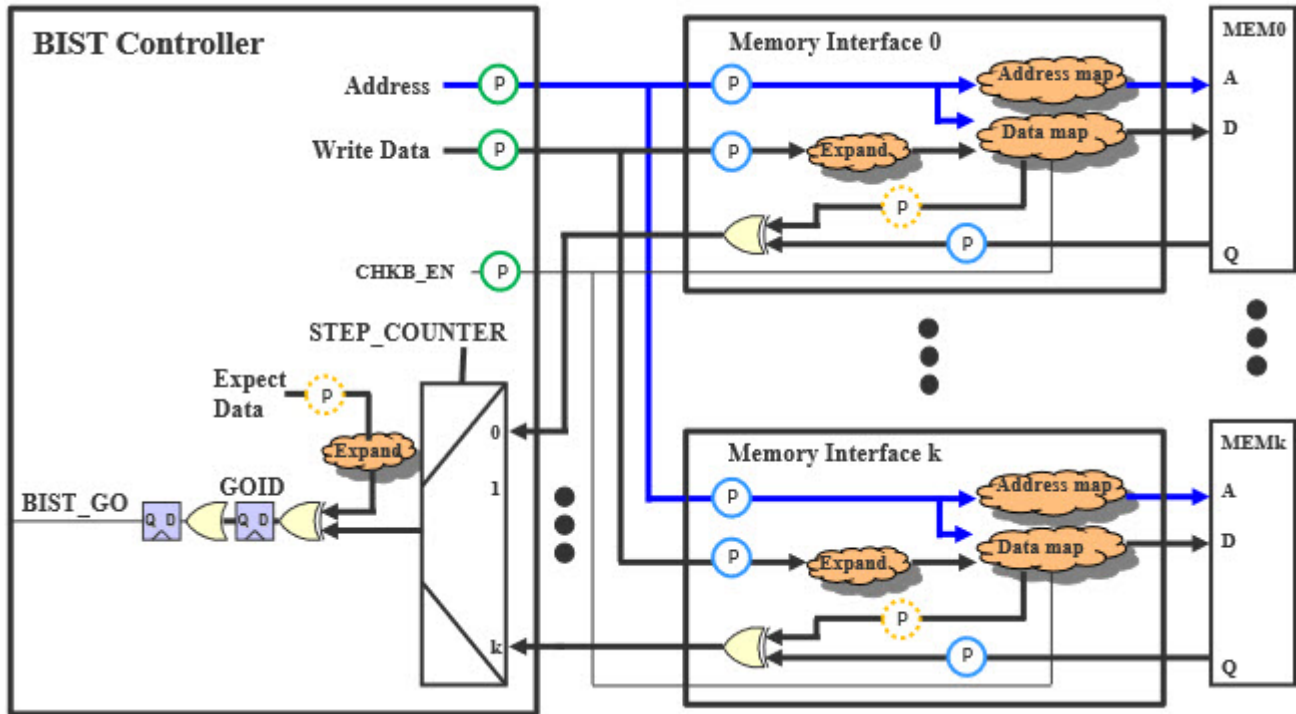 BIST Controller
Memory Interface 0
MEM0
Address
P
P
Address map
A
Write Data
P
P
Expand
Data map
D
P
P
Q
CHKB_EN
P
STEP_COUNTER
Expect
Data
P
Expand
0
1
k
BIST_GO
Q D
GOID
Q D
Memory Interface k
MEMk
P
Address map
A
P
Expand
Data map
D
P
P
Q